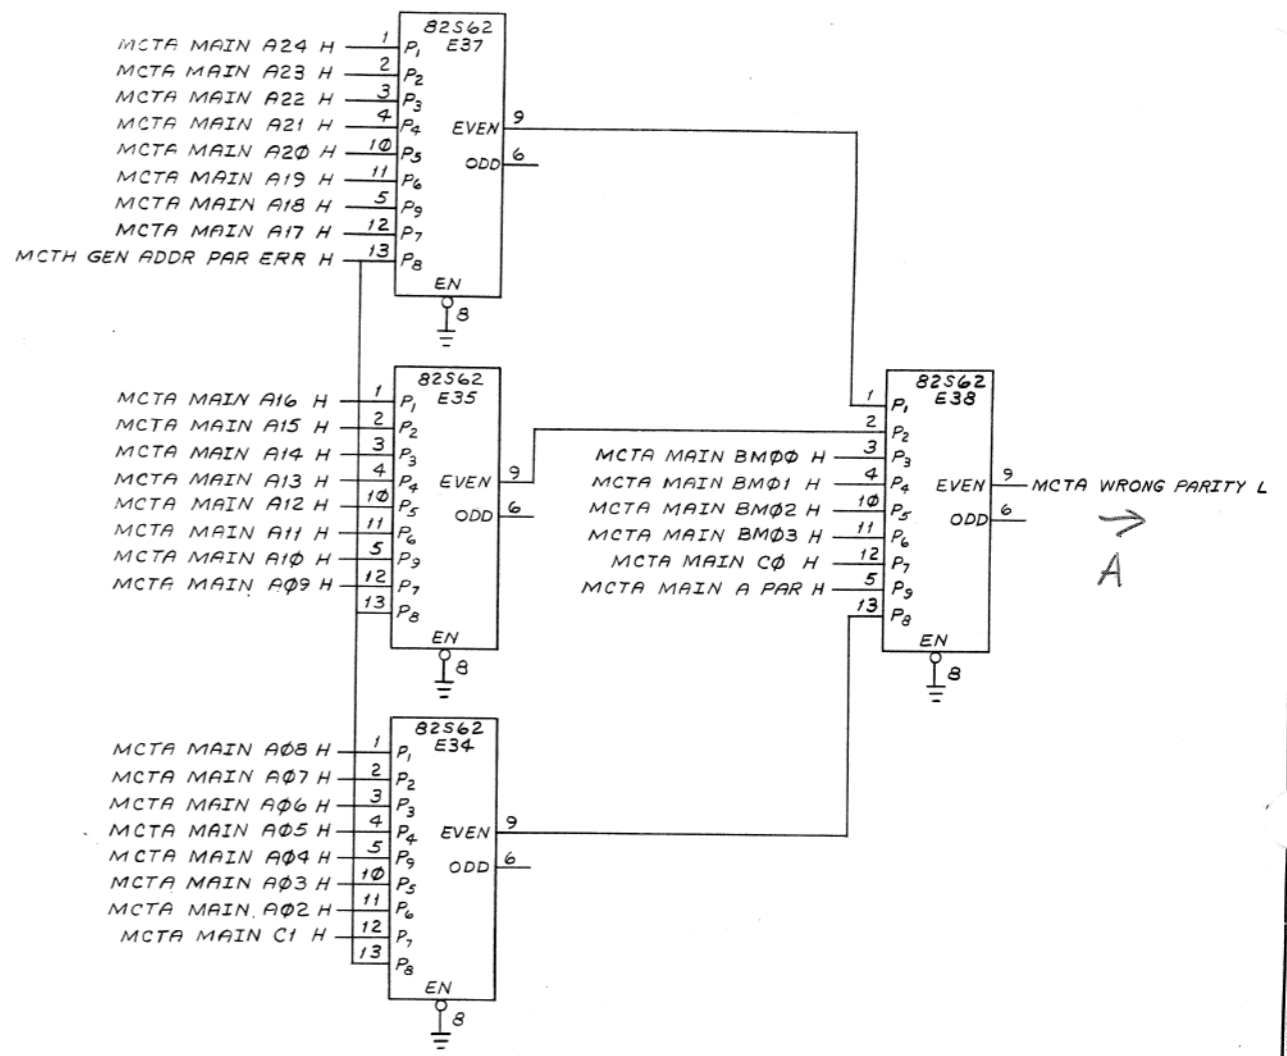 82S62
E37
MCTA MAIN A24 H 1 P1
MCTA MAIN A23 H 2 P2
MCTA MAIN A22 H 3 P3
MCTA MAIN A21 H 4 P4 EVEN 9
MCTA MAIN A2Ø H 1Ø P5 ODD 6
MCTA MAIN A19 H 11 P6
MCTA MAIN A18 H 5 P9
MCTA MAIN A17 H 12 P7
MCTH GEN ADDR PAR ERR H 13 P8
EN
8
82S62
E35
MCTA MAIN A16 H 1 P1
MCTA MAIN A15 H 2 P2
MCTA MAIN A14 H 3 P3
MCTA MAIN A13 H 4 P4 EVEN 9
MCTA MAIN A12 H 1Ø P5 ODD 6
MCTA MAIN A11 H 11 P6
MCTA MAIN A1Ø H 5 P9
MCTA MAIN AØ9 H 12 P7
13 P8
EN
8
82S62
E38
1 P1
2 P2
MCTA MAIN BMØØ H 3 P3
MCTA MAIN BMØ1 H 4 P4 EVEN 9 MCTA WRONG PARITY L
MCTA MAIN BMØ2 H 1Ø P5 ODD 6
MCTA MAIN BMØ3 H 11 P6
MCTA MAIN CØ H 12 P7
MCTA MAIN A PAR H 5 P9
13 P8
EN
8
→
A
82S62
E34
MCTA MAIN AØ8 H 1 P1
MCTA MAIN AØ7 H 2 P2
MCTA MAIN AØ6 H 3 P3
MCTA MAIN AØ5 H 4 P4 EVEN 9
MCTA MAIN AØ4 H 5 P9 ODD 6
MCTA MAIN AØ3 H 1Ø P5
MCTA MAIN AØ2 H 11 P6
MCTA MAIN C1 H 12 P7
13 P8
EN
8